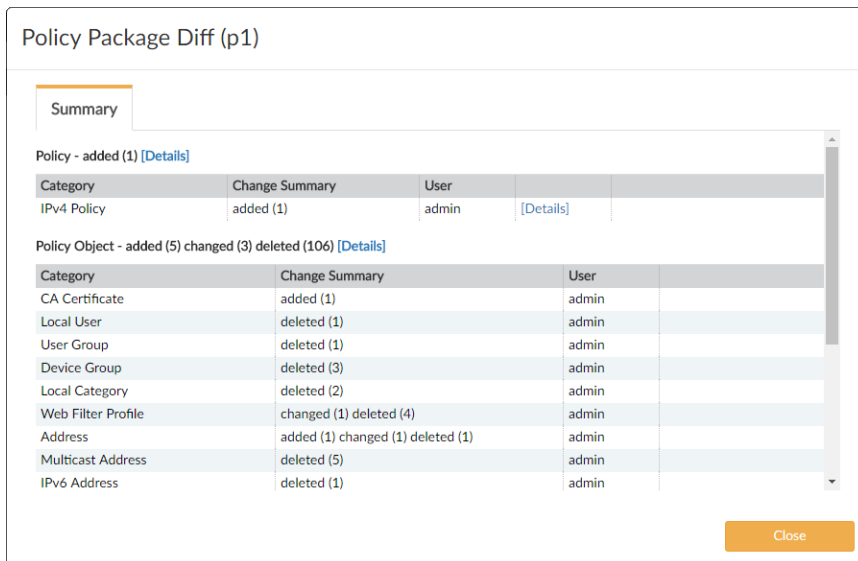 Policy Package Diff (p1)
Summary
Policy - added (1) [Details]
Category Change Summary User
IPv4 Policy added (1) admin [Details]
Policy Object - added (5) changed (3) deleted (106) [Details]
Category Change Summary User
CA Certificate added (1) admin
Local User deleted (1) admin
User Group deleted (1) admin
Device Group deleted (3) admin
Local Category deleted (2) admin
Web Filter Profile changed (1) deleted (4) admin
Address added (1) changed (1) deleted (1) admin
Multicast Address deleted (5) admin
IPv6 Address deleted (1) admin
Close